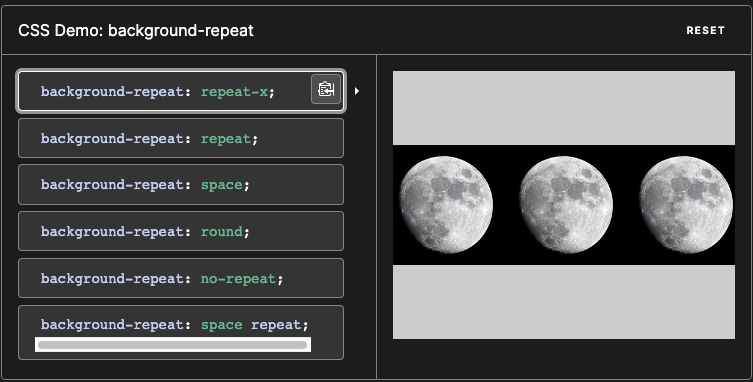 CSS Demo: background-repeat
RESET
background-repeat: repeat-x;
background-repeat: repeat;
background-repeat: space;
background-repeat: round;
background-repeat: no-repeat;
background-repeat: space repeat;